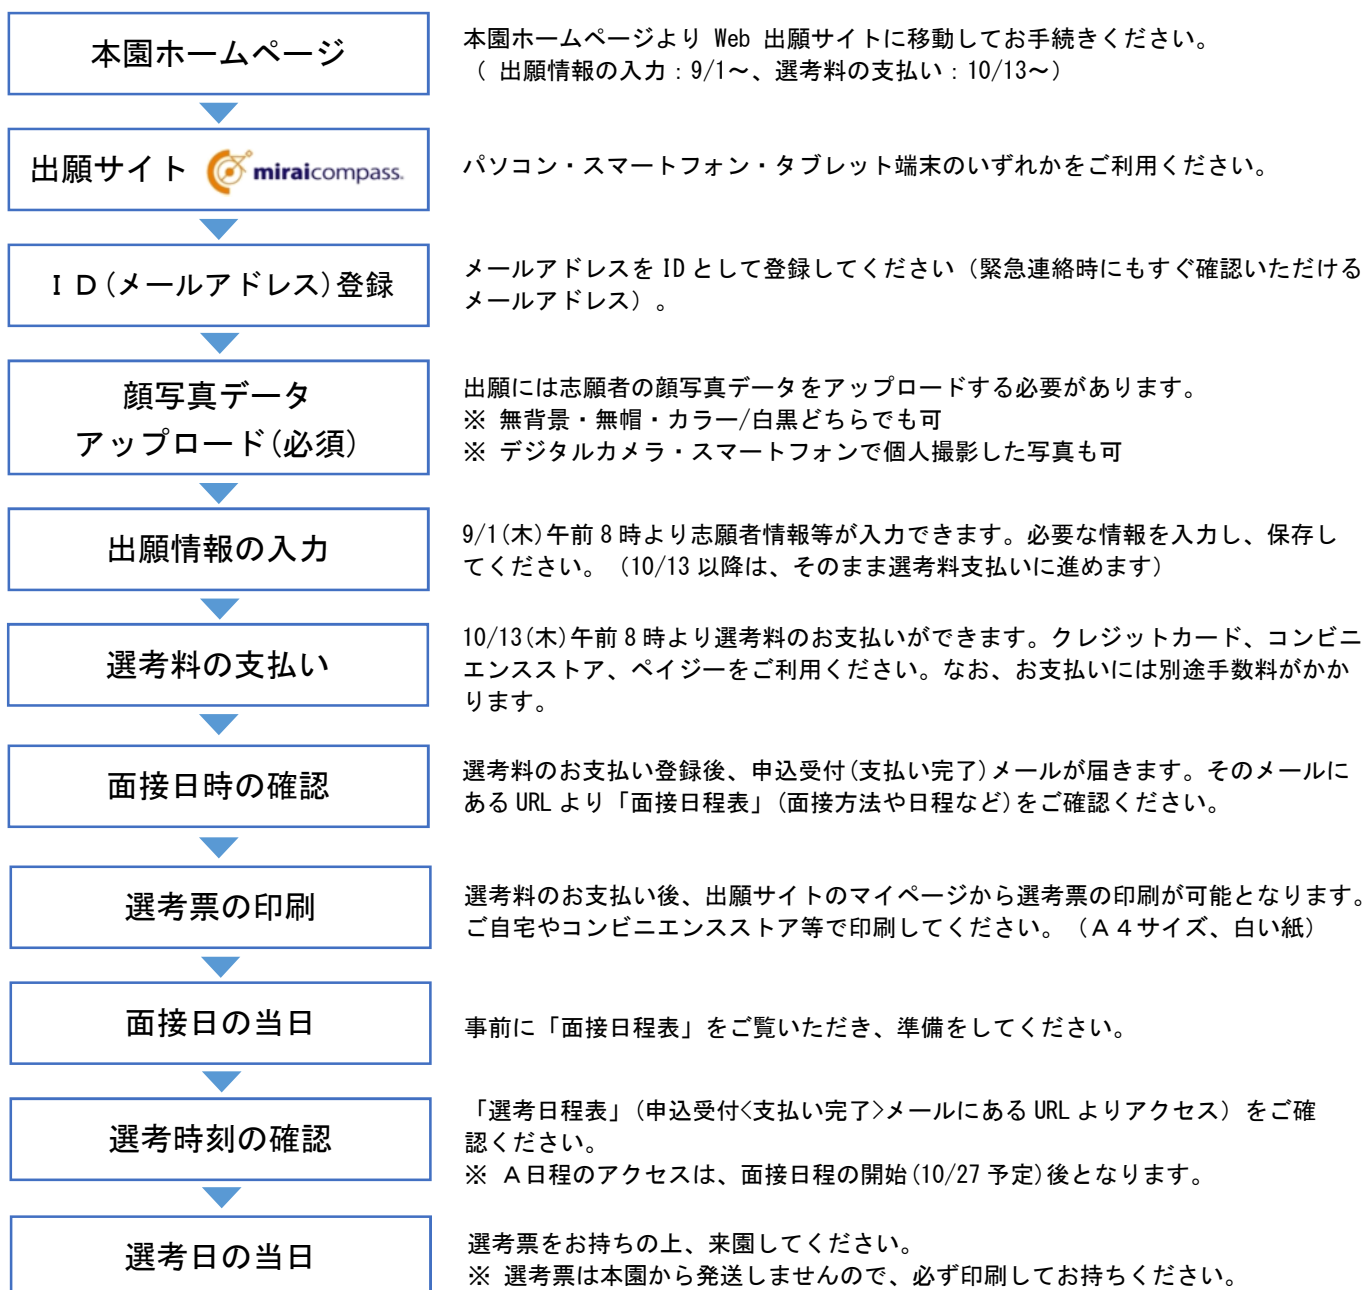 本園ホームページ
本園ホームページより Web 出願サイトに移動してお手続きください。
（ 出願情報の入力：9/1～、選考料の支払い：10/13～）
出願サイト miraicompass.
パソコン・スマートフォン・タブレット端末のいずれかをご利用ください。
ＩＤ(メールアドレス)登録
メールアドレスを ID として登録してください（緊急連絡時にもすぐ確認いただける
メールアドレス）。
顔写真データ
アップロード(必須)
出願には志願者の顔写真データをアップロードする必要があります。
※ 無背景・無帽・カラー/白黒どちらでも可
※ デジタルカメラ・スマートフォンで個人撮影した写真も可
出願情報の入力
9/1(木)午前 8 時より志願者情報等が入力できます。必要な情報を入力し、保存し
てください。（10/13 以降は、そのまま選考料支払いに進めます）
選考料の支払い
10/13(木)午前 8 時より選考料のお支払いができます。クレジットカード、コンビニ
エンスストア、ペイジーをご利用ください。なお、お支払いには別途手数料がかか
ります。
面接日時の確認
選考料のお支払い登録後、申込受付(支払い完了)メールが届きます。そのメールに
ある URL より「面接日程表」(面接方法や日程など)をご確認ください。
選考票の印刷
選考料のお支払い後、出願サイトのマイページから選考票の印刷が可能となります。
ご自宅やコンビニエンスストア等で印刷してください。（Ａ４サイズ、白い紙）
面接日の当日
事前に「面接日程表」をご覧いただき、準備をしてください。
選考時刻の確認
「選考日程表」(申込受付<支払い完了>メールにある URL よりアクセス）をご確
認ください。
※ Ａ日程のアクセスは、面接日程の開始(10/27 予定)後となります。
選考日の当日
選考票をお持ちの上、来園してください。
※ 選考票は本園から発送しませんので、必ず印刷してお持ちください。